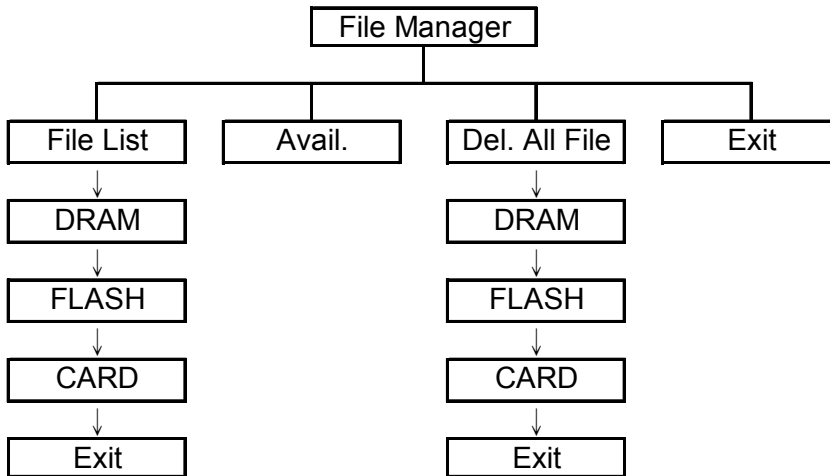 File Manager
File List
Avail.
Del. All File
Exit
DRAM
DRAM
FLASH
FLASH
CARD
CARD
Exit
Exit